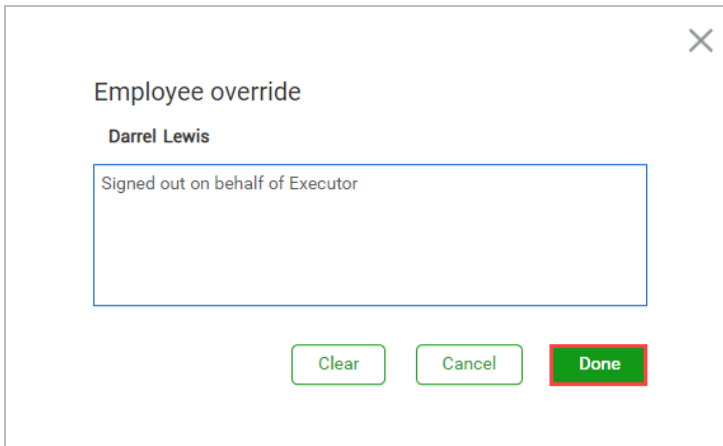 Employee override
Darrel Lewis
Signed out on behalf of Executor
Clear Cancel Done